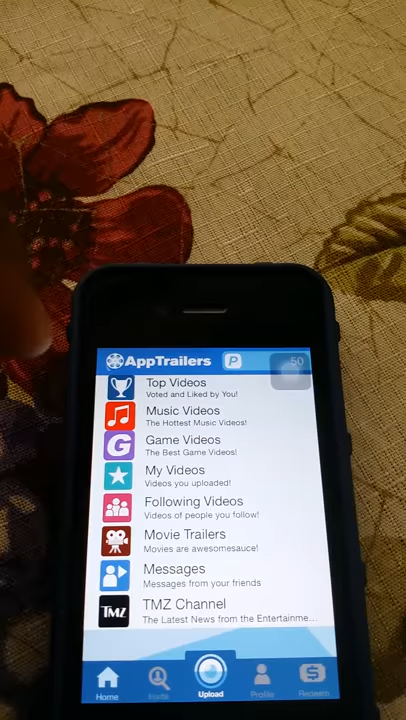 AppTrailers P 50
Top Videos
Voted and Liked by You!
Music Videos
The Hottest Music Videos!
G Game Videos
The Best Game Videos!
My Videos
Videos you uploaded!
Following Videos
Videos of people you follow!
Movie Trailers
Movies are awesomesauce!
Messages
Messages from your friends
TMZ TMZ Channel
The Latest News from the Entertainme...
Home Invite Upload Profile Redeem